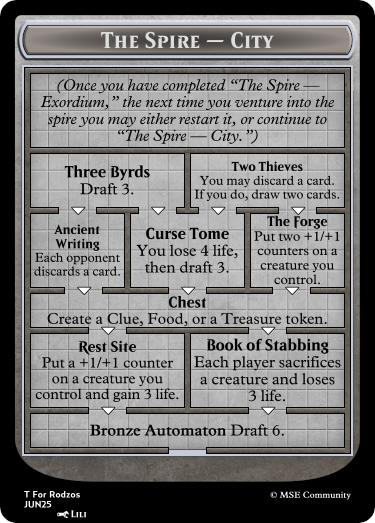 THE SPIRE — CITY
(Once you have completed “The Spire —
Exordium,” the next time you venture into the
spire you may either restart it, or continue to
“The Spire — City.”)
Three Byrds
Draft 3.
Two Thieves
You may discard a card.
If you do, draw two cards.
Ancient
Writing
Each opponent
discards a card.
Curse Tome
You lose 4 life,
then draft 3.
The Forge
Put two +1/+1
counters on a
creature you
control.
Chest
Create a Clue, Food, or a Treasure token.
Rest Site
Put a +1/+1 counter
on a creature you
control and gain 3 life.
Book of Stabbing
Each player sacrifices
a creature and loses
3 life.
Bronze Automaton Draft 6.
T For Rodzos
JUN25
LILI
© MSE Community